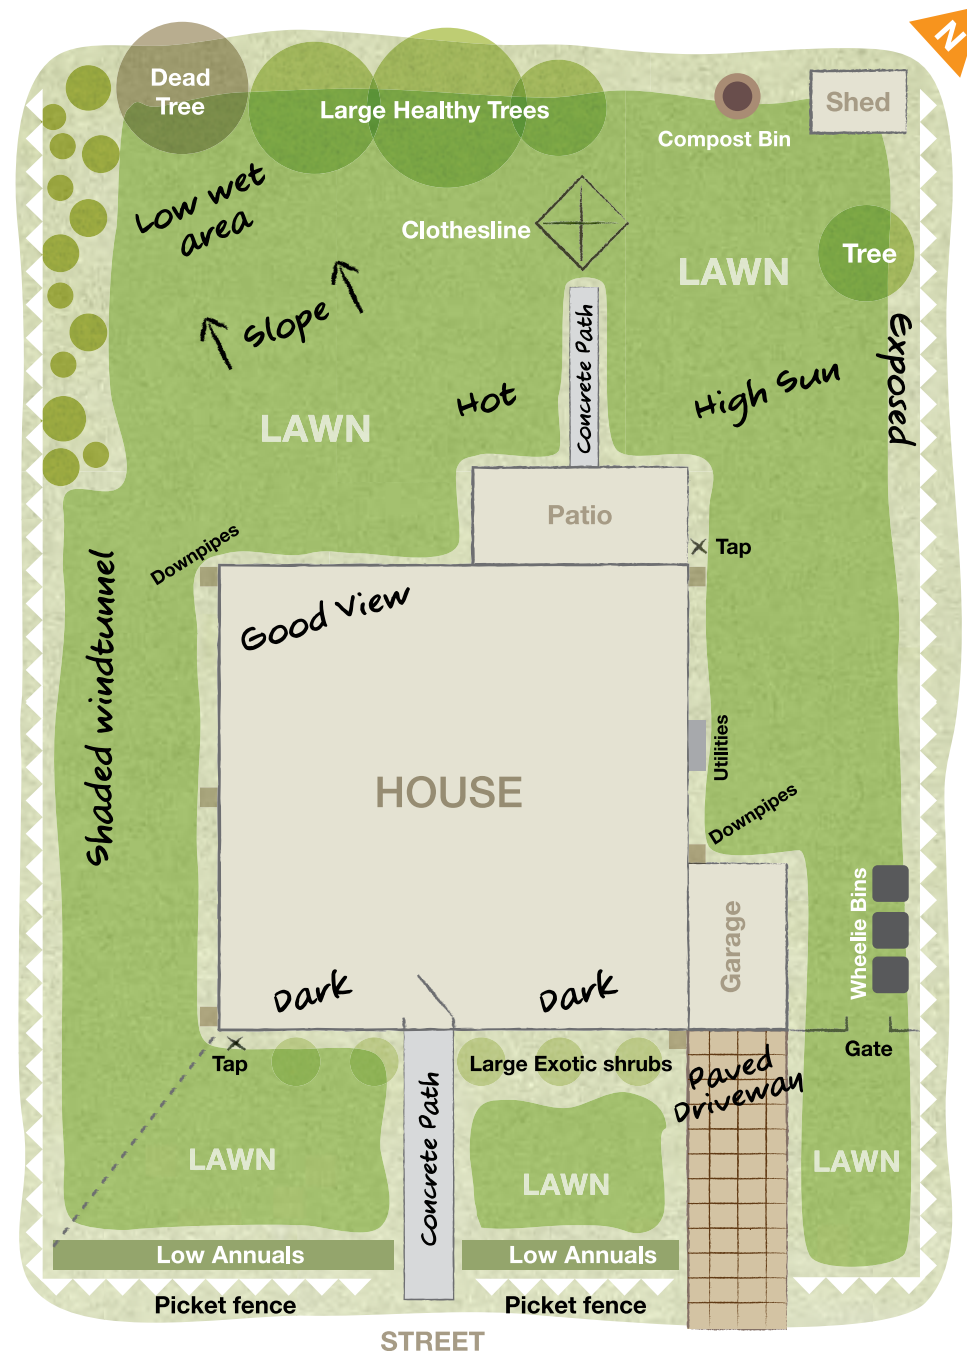 N
Dead
Tree
Large Healthy Trees
Shed
Compost Bin
Low wet
area
Clothesline
Tree
LAWN
Slope
Concrete Path
Exposed
Hot
High Sun
LAWN
Patio
Downpipes
Tap
Good View
Shaded windtunnel
Utilities
HOUSE
Downpipes
Wheelie Bins
Garage
Dark
Dark
Gate
Tap
Large Exotic shrubs
Paved
Driveway
Concrete Path
LAWN
LAWN
LAWN
Low Annuals
Low Annuals
Picket fence
Picket fence
STREET